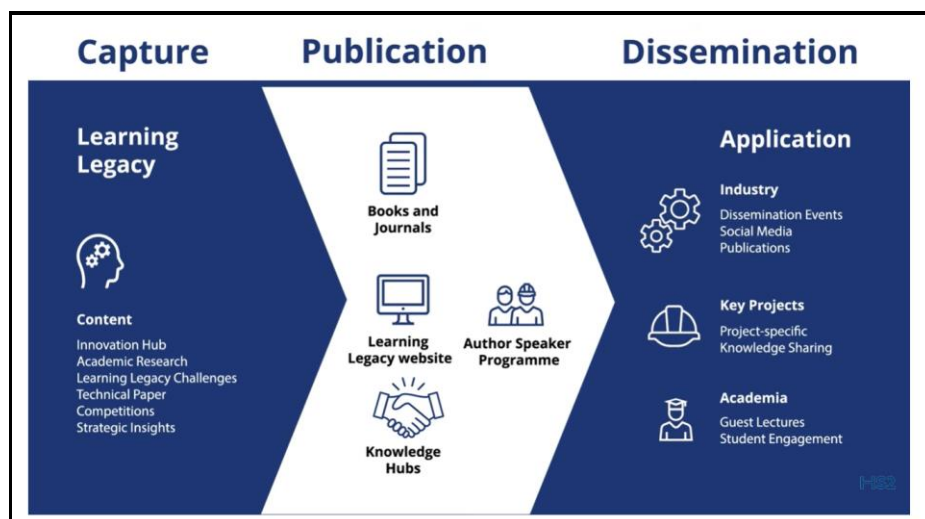 Capture
Publication
Dissemination
Learning
Legacy
Content
Innovation Hub
Academic Research
Learning Legacy Challenges
Technical Paper
Competitions
Strategic Insights
Books and
Journals
Learning
Legacy website
Author Speaker
Programme
Knowledge
Hubs
Application
Industry
Dissemination Events
Social Media
Publications
Key Projects
Project-specific
Knowledge Sharing
Academia
Guest Lectures
Student Engagement
HS2